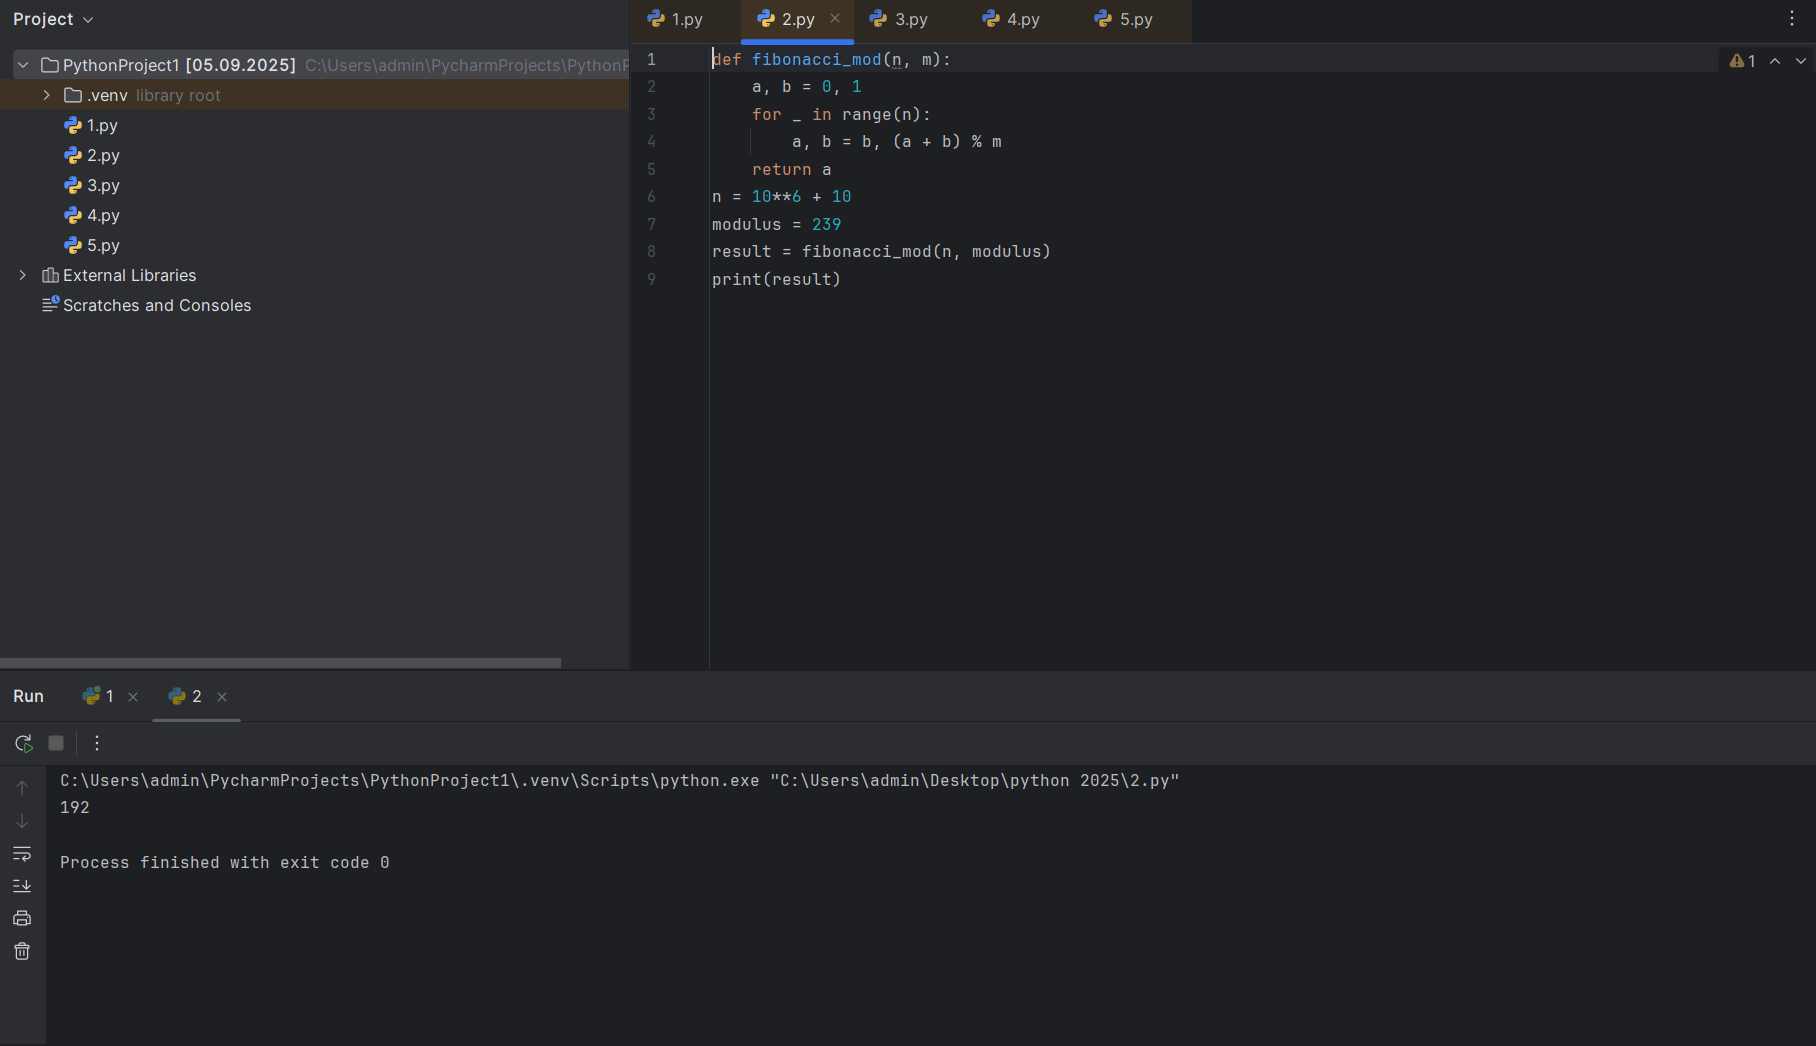 Project
PythonProject1 [05.09.2025] C:\Users\admin\PycharmProjects\PythonP
.venv library root
1.py
2.py
3.py
4.py
5.py
External Libraries
Scratches and Consoles
1.py 2.py 3.py 4.py 5.py
1 def fibonacci_mod(n, m):
2     a, b = 0, 1
3     for _ in range(n):
4         a, b = b, (a + b) % m
5     return a
6 n = 10**6 + 10
7 modulus = 239
8 result = fibonacci_mod(n, modulus)
9 print(result)
1
Run 1 2
C:\Users\admin\PycharmProjects\PythonProject1\.venv\Scripts\python.exe "C:\Users\admin\Desktop\python 2025\2.py"
192
Process finished with exit code 0